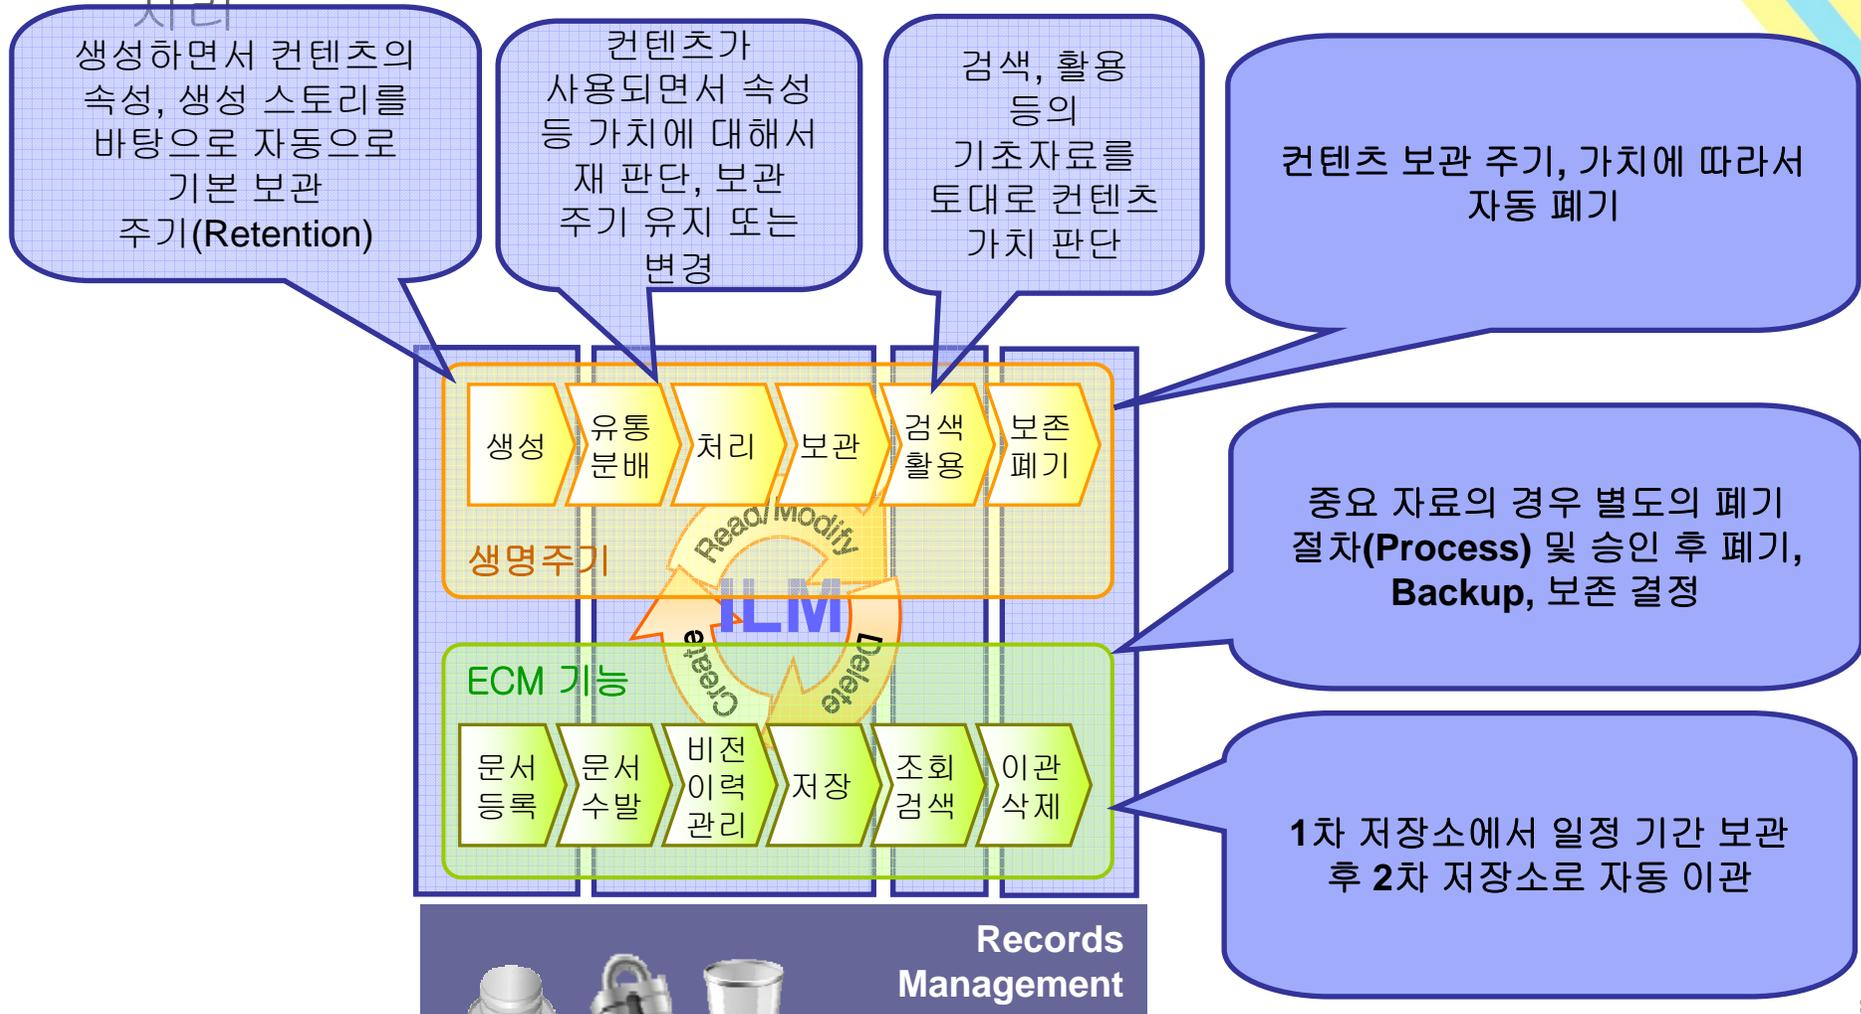 처리
생성하면서 컨텐츠의
속성, 생성 스토리를
바탕으로 자동으로
기본 보관
주기(Retention)
컨텐츠가
사용되면서 속성
등 가치에 대해서
재 판단, 보관
주기 유지 또는
변경
검색, 활용
등의
기초자료를
토대로 컨텐츠
가치 판단
컨텐츠 보관 주기, 가치에 따라서
자동 폐기
생성
유통
분배
처리
보관
검색
활용
보존
폐기
생명주기
Read/Modify
ILM
Create
Delete
중요 자료의 경우 별도의 폐기
절차(Process) 및 승인 후 폐기,
Backup, 보존 결정
ECM 기능
문서
등록
문서
수발
비전
이력
관리
저장
조회
검색
이관
삭제
1차 저장소에서 일정 기간 보관
후 2차 저장소로 자동 이관
Records
Management